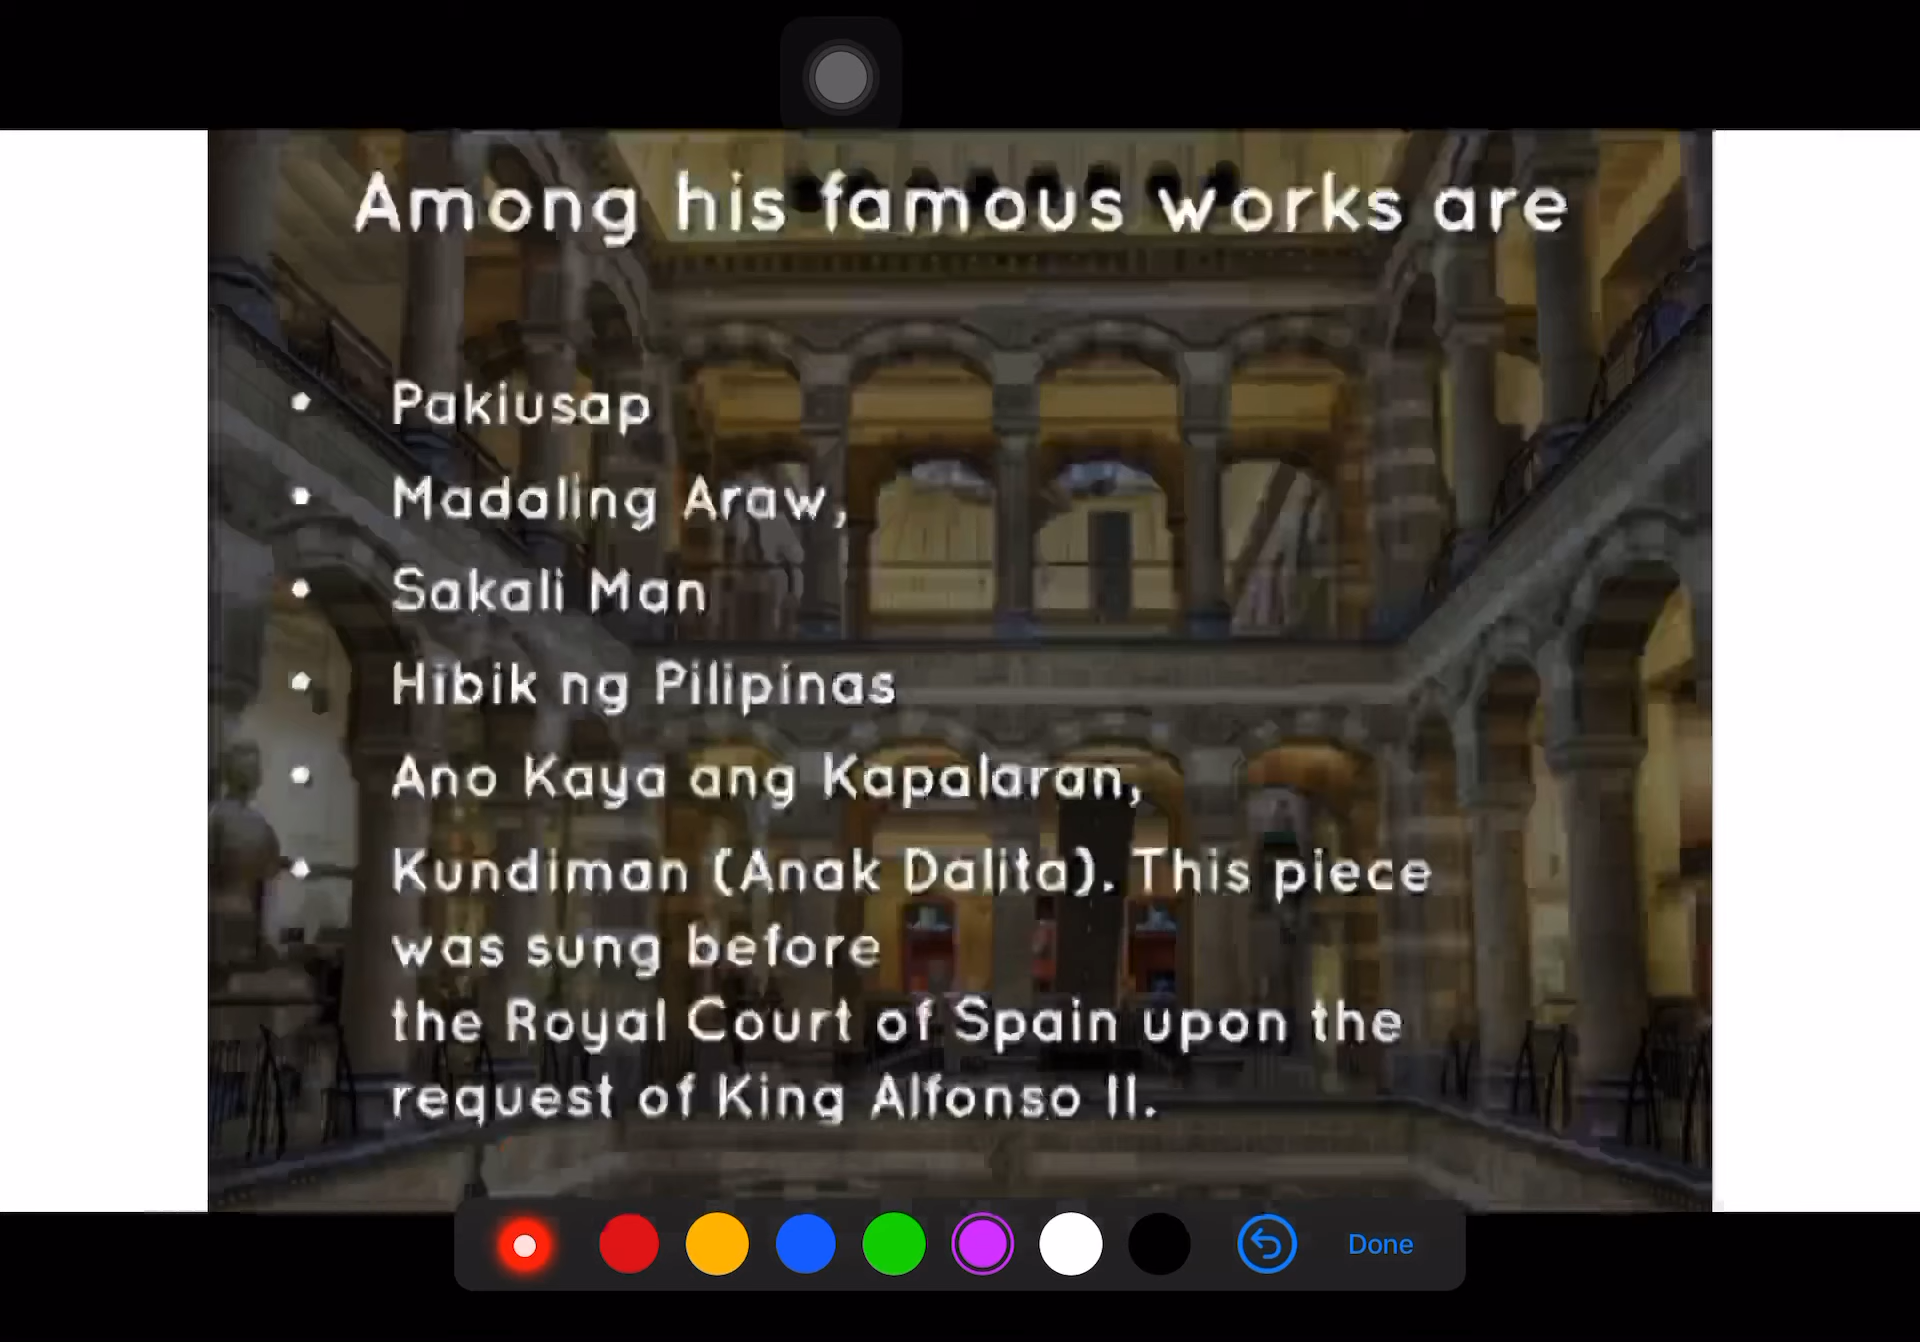 Among his famous works are
• Pakiusap
• Madaling Araw,
• Sakali Man
• Hibik ng Pilipinas
• Ano Kaya ang Kapalaran,
• Kundiman (Anak Dalita). This piece
was sung before
the Royal Court of Spain upon the
request of King Alfonso II.
Done